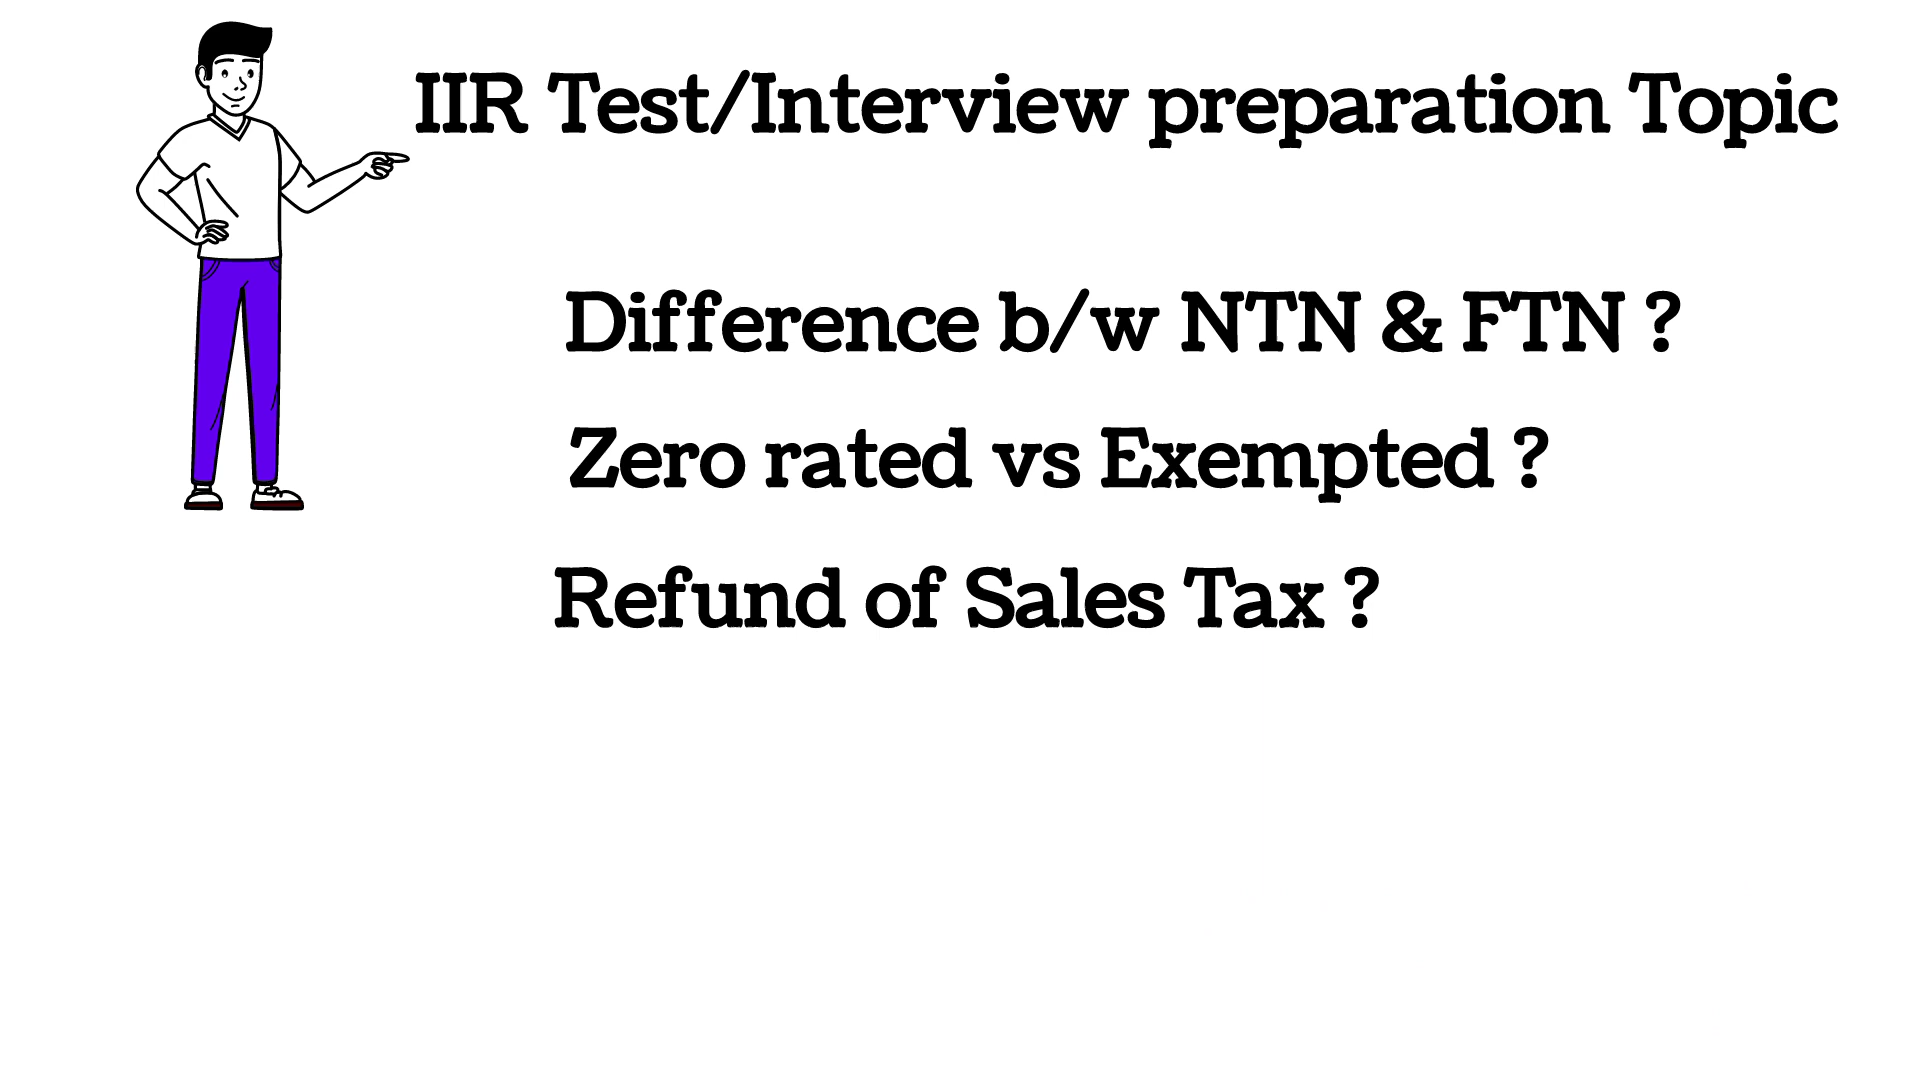 IIR Test/Interview preparation Topic
Difference b/w NTN & FTN ?
Zero rated vs Exempted ?
Refund of Sales Tax ?